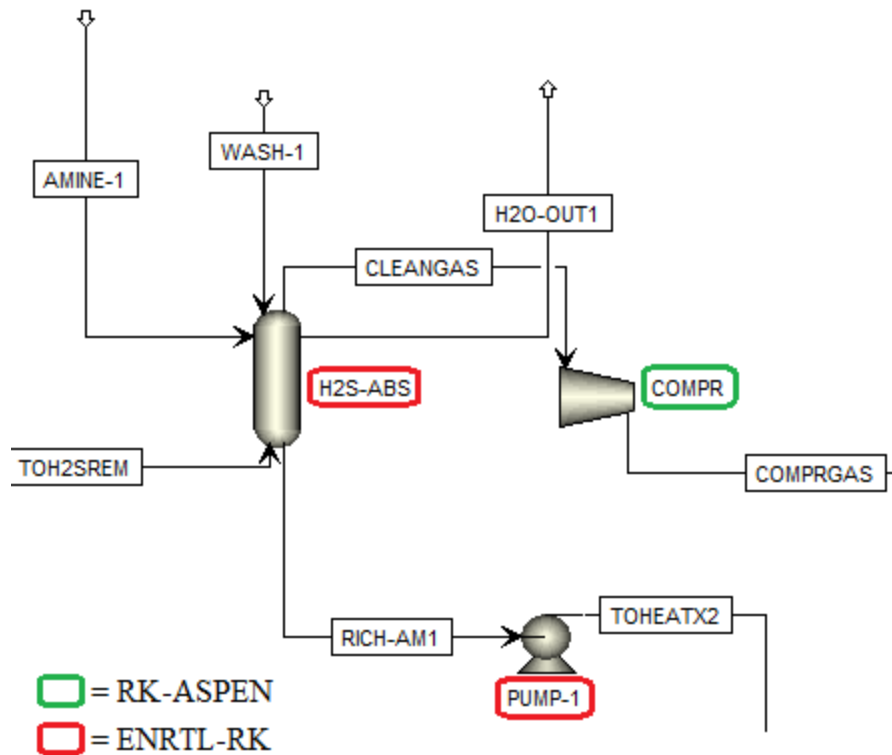 AMINE-1
WASH-1
H2O-OUT1
CLEANGAS
H2S-ABS
COMPR
TOH2SREM
COMPRGAS
RICH-AM1
TOHEATX2
PUMP-1
= RK-ASPEN
= ENRTL-RK